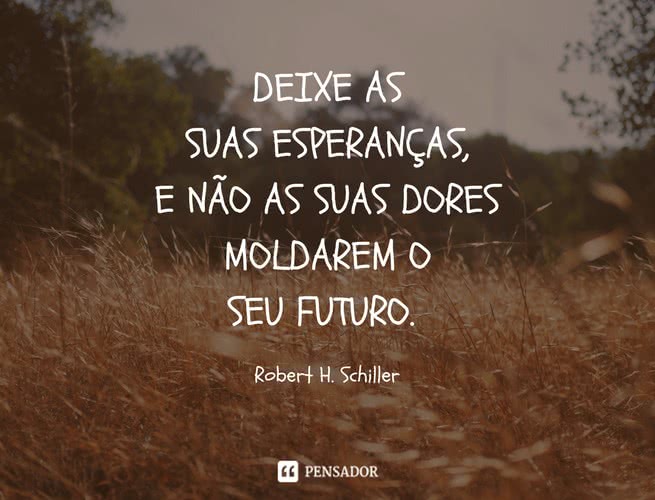 DEIXE AS
SUAS ESPERANÇAS,
E NÃO AS SUAS DORES
MOLDAREM O
SEU FUTURO.
Robert H. Schiller
PENSADOR